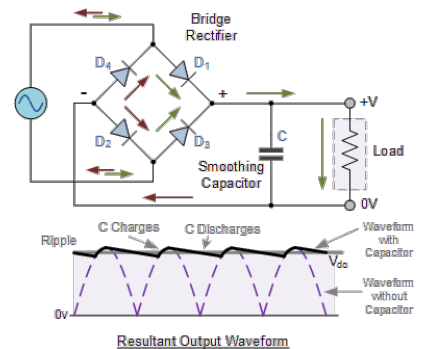 Bridge
Rectifier
D4
D1
-
+
+V
D2
D3
C
Load
Smoothing
Capacitor
0V
C Charges
C Discharges
Waveform
with
Capacitor
Ripple
Vdc
Waveform
without
Capacitor
0v
Resultant Output Waveform